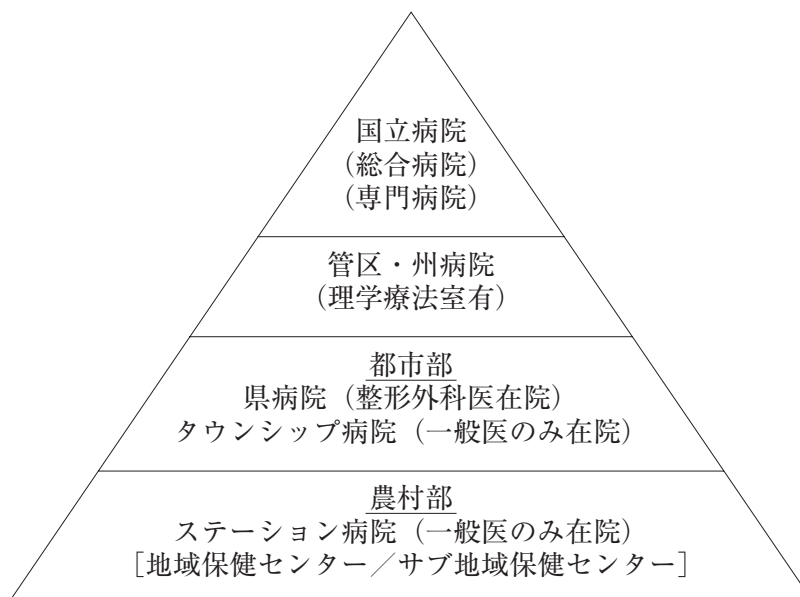 国立病院
（総合病院）
（専門病院）
管区・州病院
（理学療法室有）
都市部
県病院（整形外科医在院）
タウンシップ病院（一般医のみ在院）
農村部
ステーション病院（一般医のみ在院）
［地域保健センター／サブ地域保健センター］